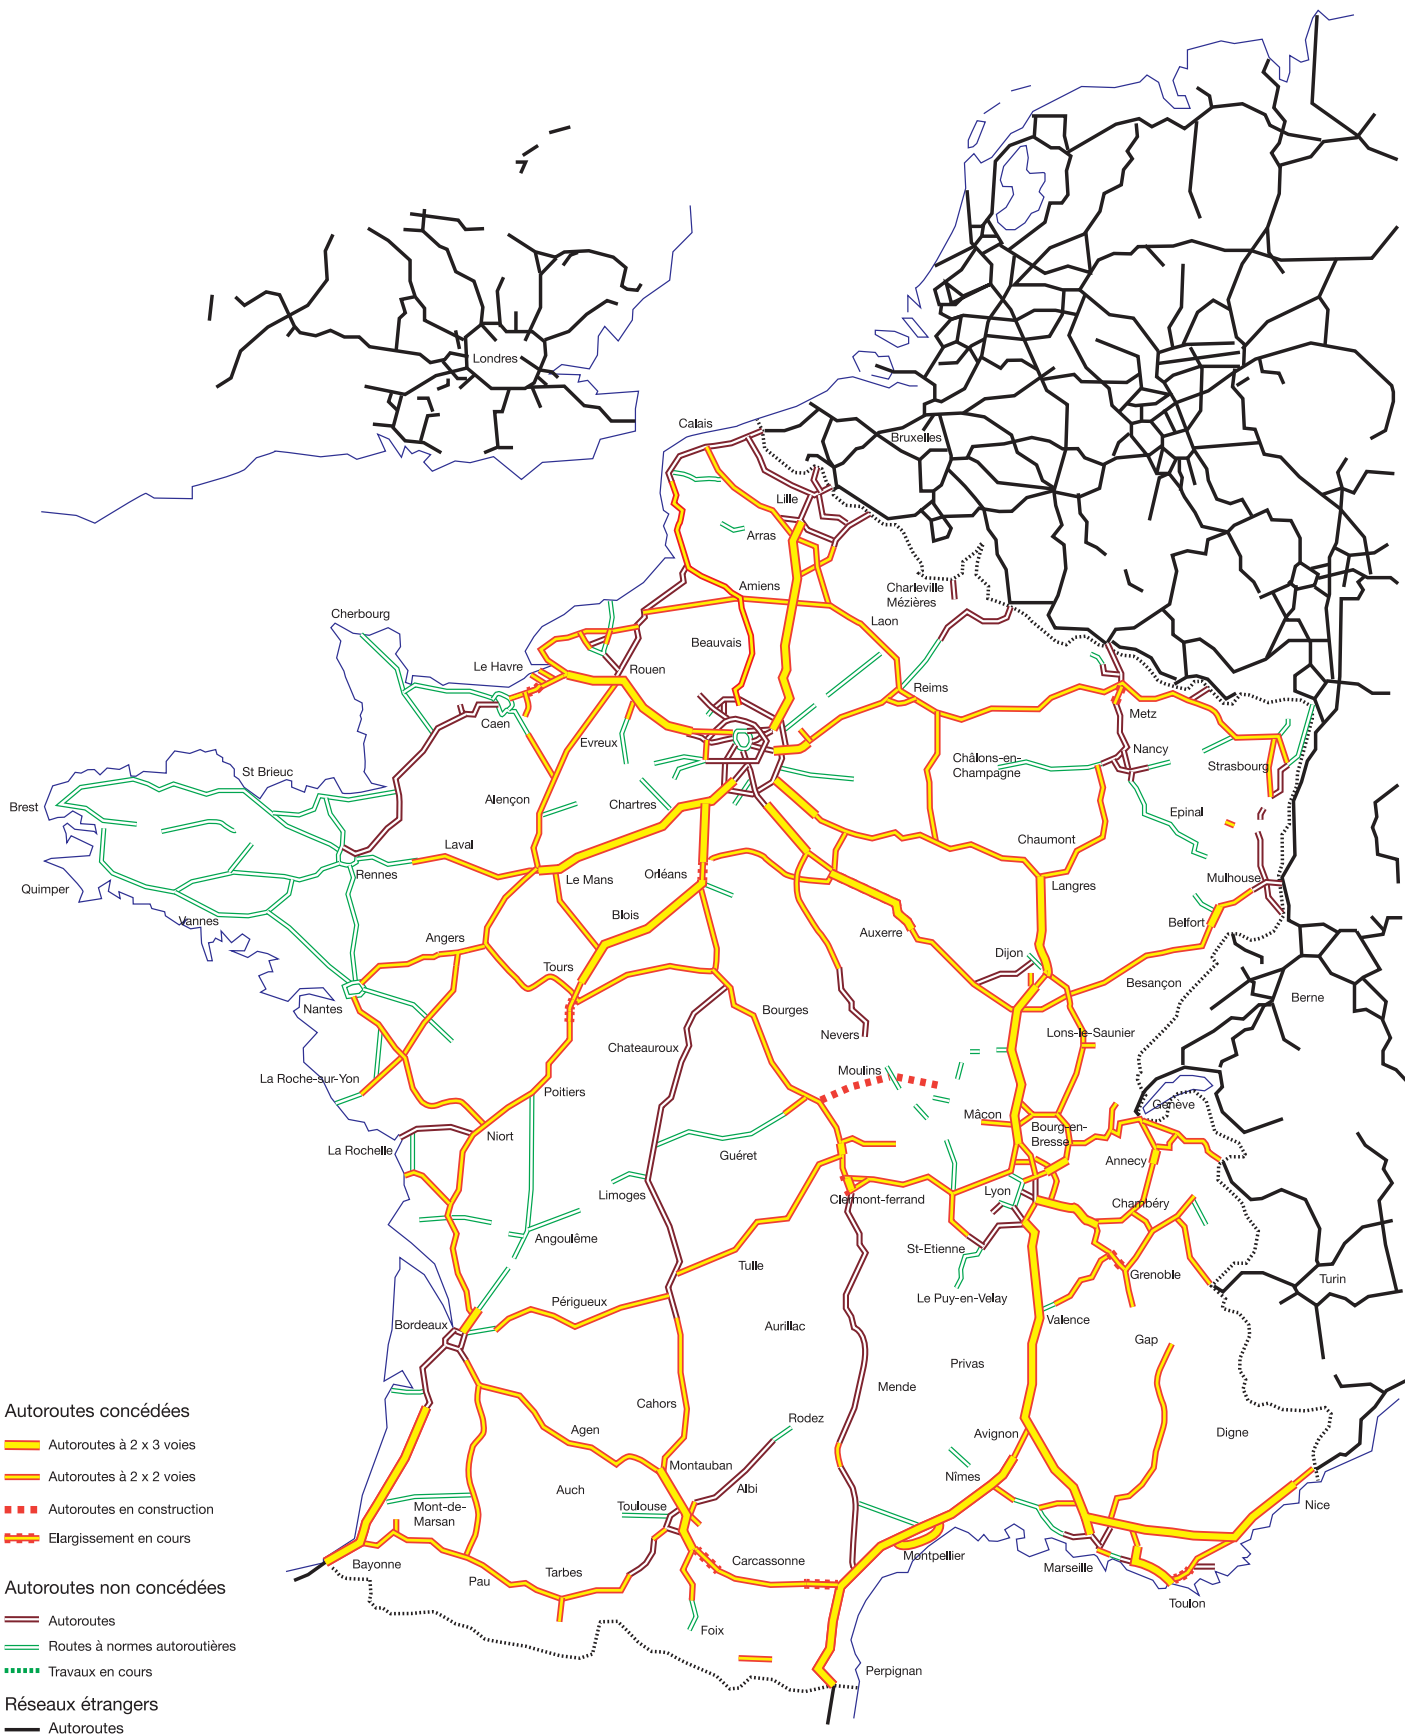 Londres
Calais
Bruxelles
Lille
Arras
Amiens
Charleville
Mézières
Laon
Cherbourg
Beauvais
Le Havre
Rouen
Reims
Metz
Caen
Evreux
Nancy
Châlons-en-
Champagne
Strasbourg
St Brieuc
Brest
Alençon
Chartres
Epinal
Chaumont
Laval
Rennes
Le Mans
Orléans
Langres
Mulhouse
Quimper
Vannes
Blois
Auxerre
Belfort
Angers
Dijon
Tours
Besançon
Nantes
Bourges
Berne
Nevers
Lons-le-Saunier
Chateauroux
Moulins
La Roche-sur-Yon
Poitiers
Genève
Mâcon
Bourg-en-
Bresse
Niort
La Rochelle
Guéret
Annecy
Limoges
Clermont-ferrand
Lyon
Chambéry
Angoulême
St-Etienne
Tulle
Grenoble
Turin
Le Puy-en-Velay
Périgueux
Bordeaux
Aurillac
Valence
Gap
Privas
Mende
Cahors
Rodez
Agen
Avignon
Digne
Montauban
Nîmes
Auch
Albi
Toulouse
Mont-de-
Marsan
Nice
Bayonne
Carcassonne
Montpellier
Marseille
Tarbes
Pau
Toulon
Foix
Perpignan
Autoroutes concédées
Autoroutes à 2 x 3 voies
Autoroutes à 2 x 2 voies
Autoroutes en construction
Elargissement en cours
Autoroutes non concédées
Autoroutes
Routes à normes autoroutières
Travaux en cours
Réseaux étrangers
Autoroutes